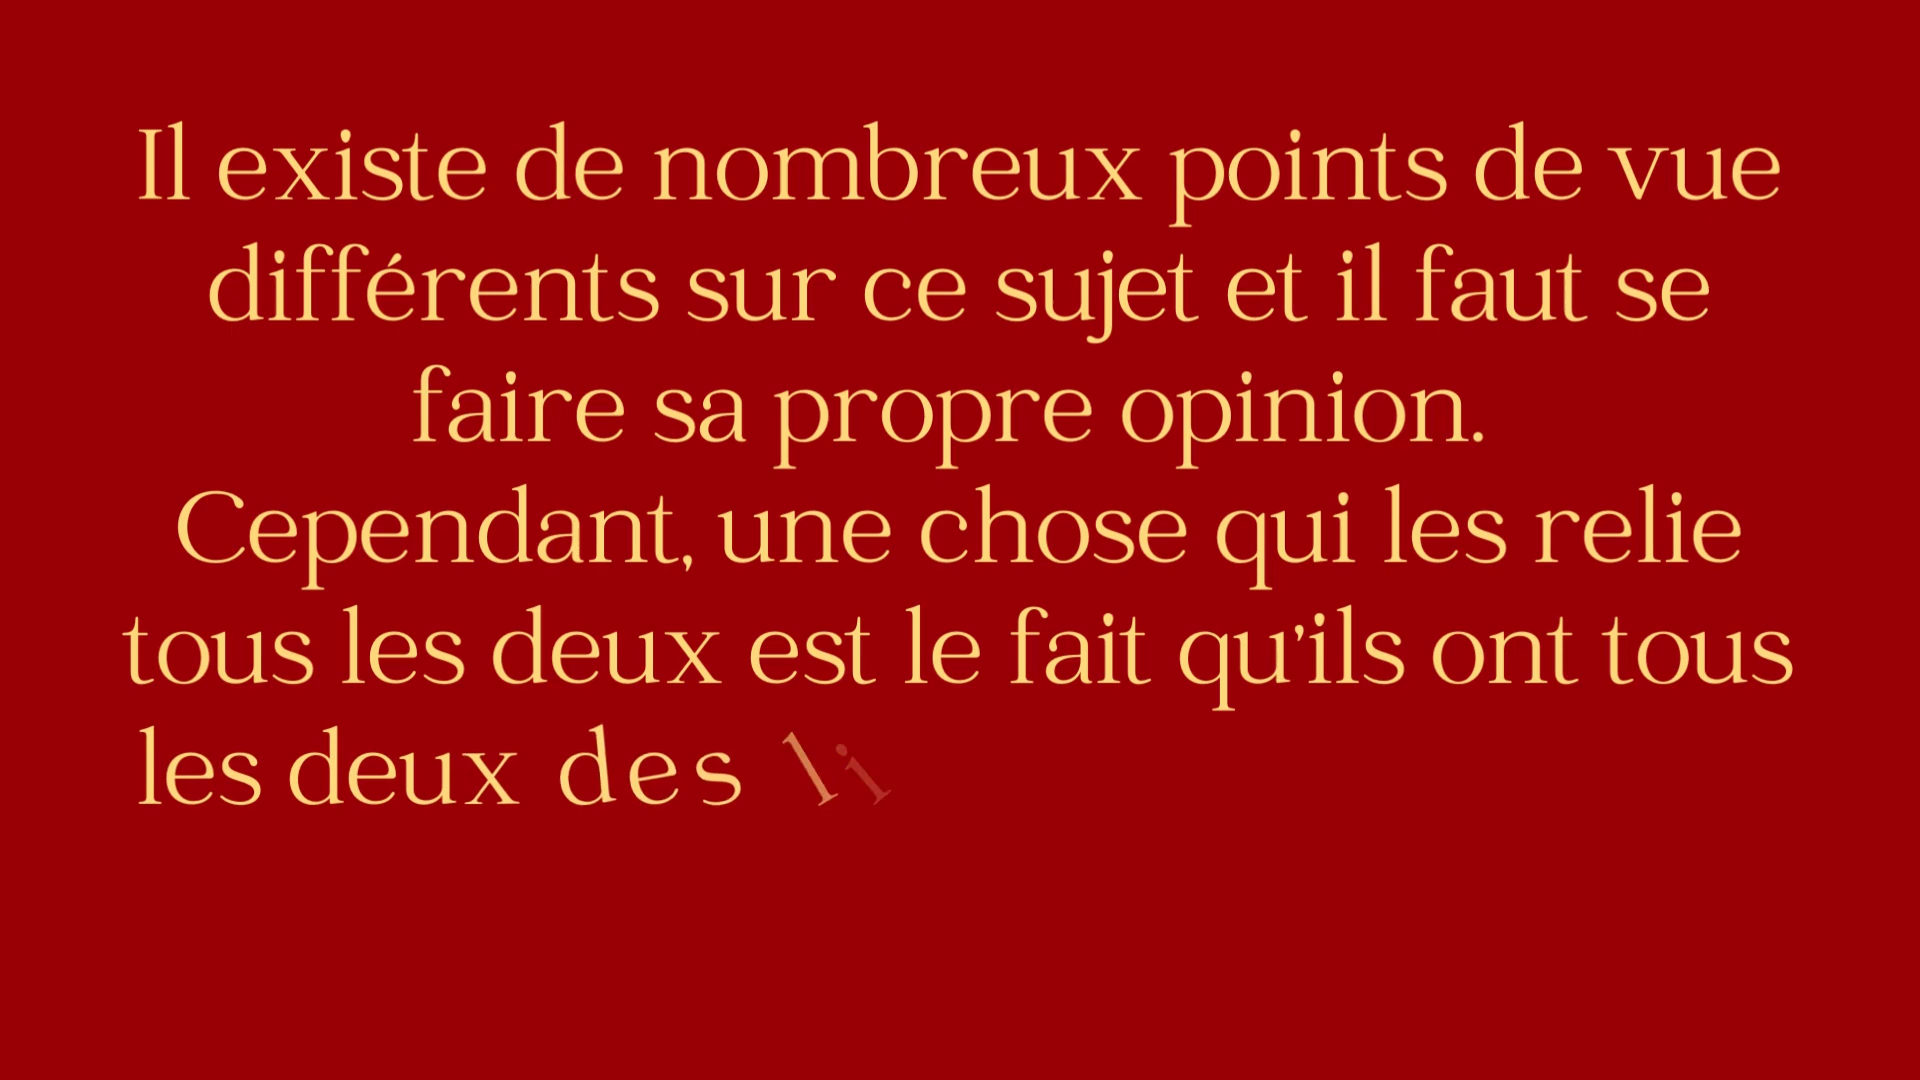 Il existe de nombreux points de vue
différents sur ce sujet et il faut se
faire sa propre opinion.
Cependant, une chose qui les relie
tous les deux est le fait qu'ils ont tous
les deux des li